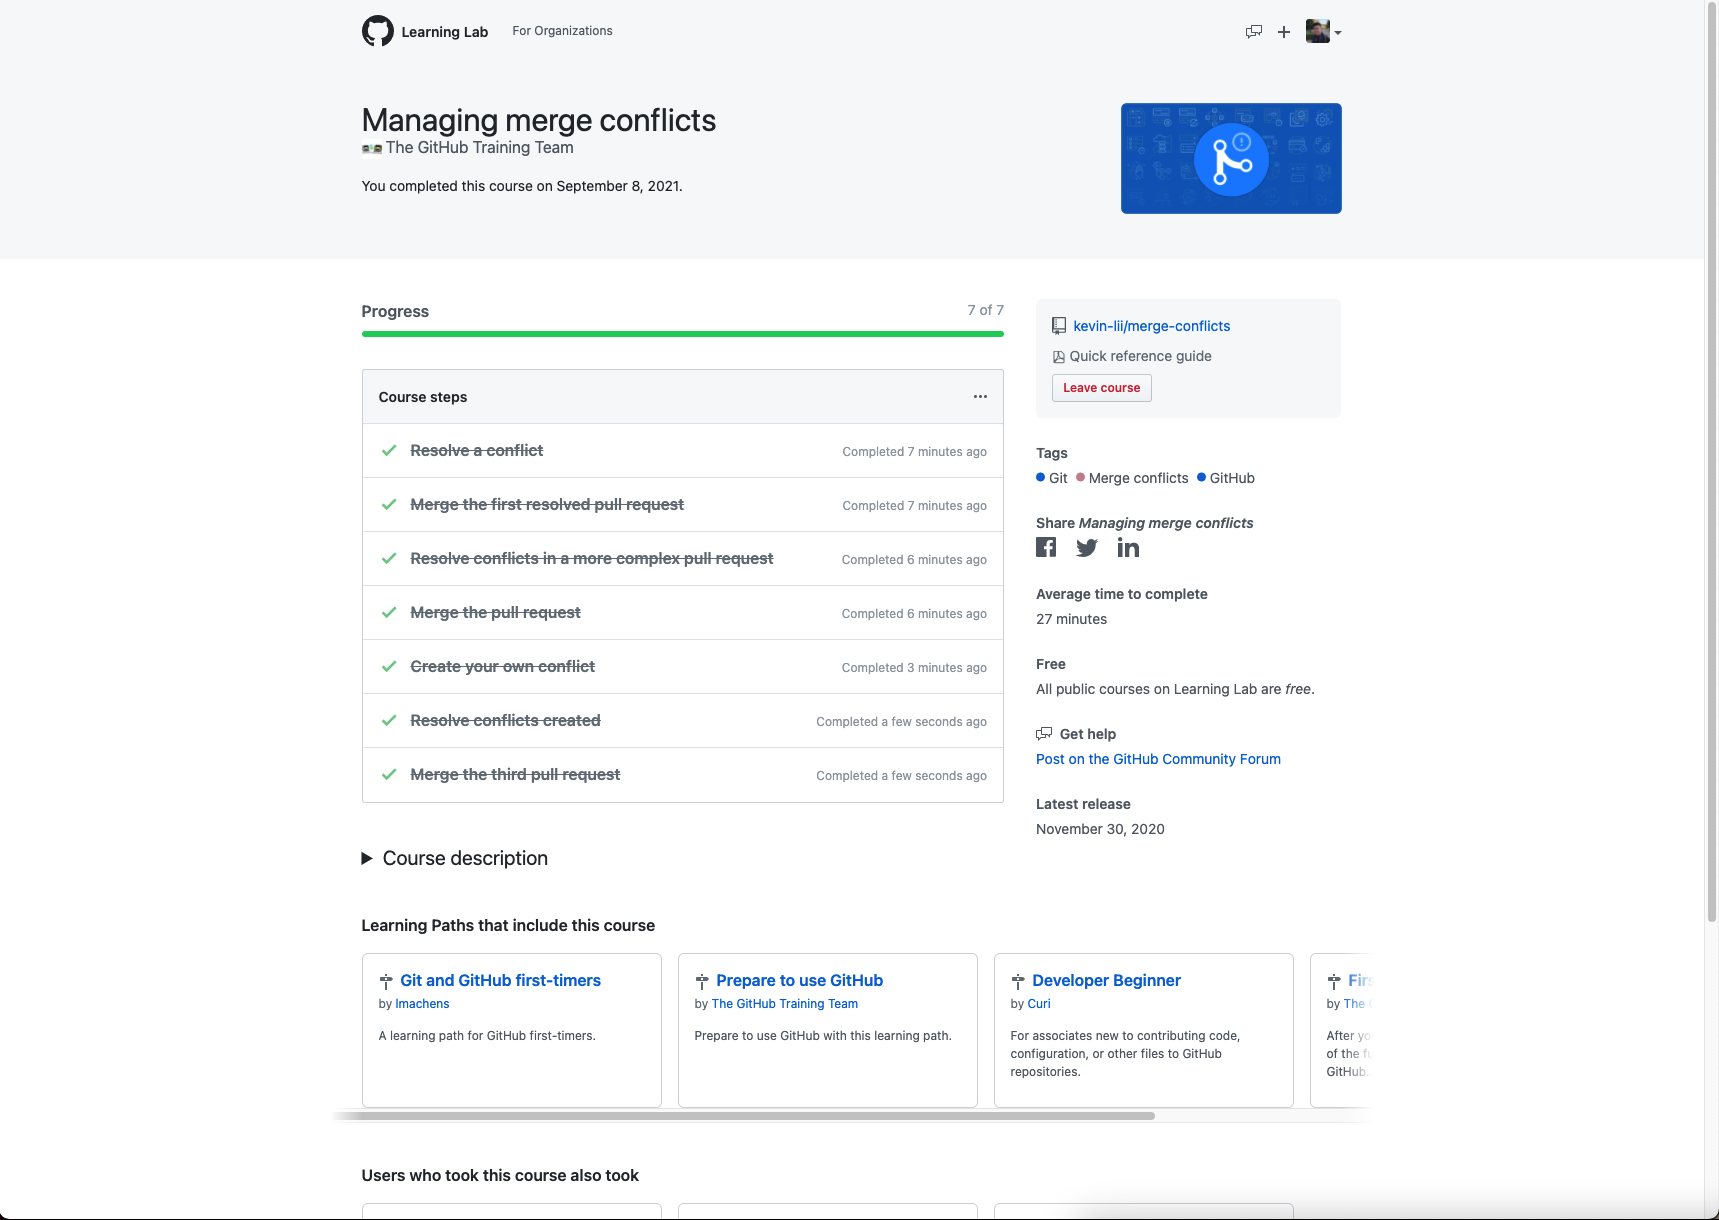 Learning Lab
For Organizations
Managing merge conflicts
The GitHub Training Team
You completed this course on September 8, 2021.
Progress
7 of 7
Course steps
Resolve a conflict
Completed 7 minutes ago
Merge the first resolved pull request
Completed 7 minutes ago
Resolve conflicts in a more complex pull request
Completed 6 minutes ago
Merge the pull request
Completed 6 minutes ago
Create your own conflict
Completed 3 minutes ago
Resolve conflicts created
Completed a few seconds ago
Merge the third pull request
Completed a few seconds ago
kevin-lii/merge-conflicts
Quick reference guide
Leave course
Tags
Git Merge conflicts GitHub
Share Managing merge conflicts
Average time to complete
27 minutes
Free
All public courses on Learning Lab are free.
Get help
Post on the GitHub Community Forum
Latest release
November 30, 2020
Course description
Learning Paths that include this course
Git and GitHub first-timers
by lmachens
A learning path for GitHub first-timers.
Prepare to use GitHub
by The GitHub Training Team
Prepare to use GitHub with this learning path.
Developer Beginner
by Curi
For associates new to contributing code,
configuration, or other files to GitHub
repositories.
by The
After
of the
GitHub...
Users who took this course also took